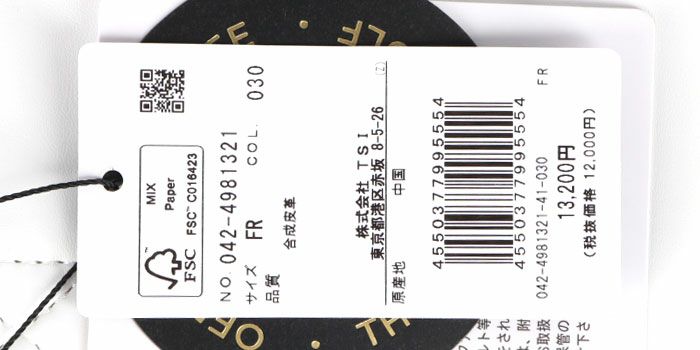 MIX
Paper
FSC™ C016423
FSC
NO. 042-4981321
サイズ FR COL. 030
品質
合成皮革
株式会社 TSI
東京都港区赤坂 8-5-26
(Z)
原産地 中国
4550377995554
4550377995554
042-4981321-41-030
FR
13,200円
(税抜価格 12,000円)